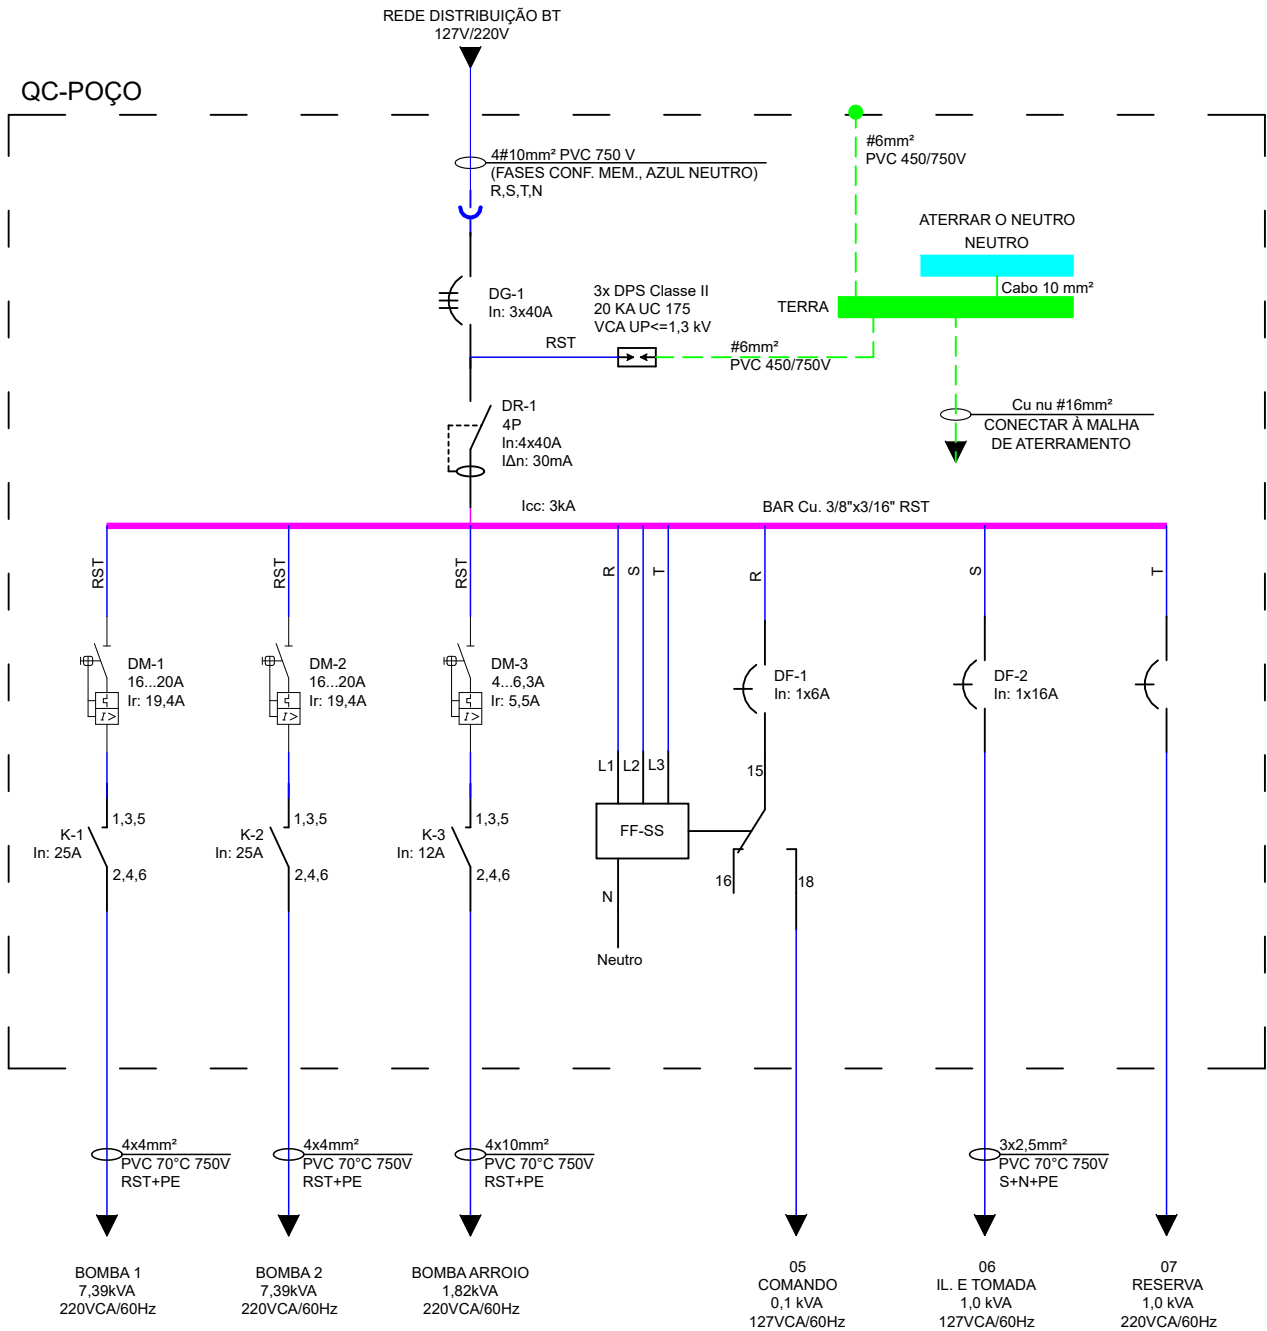 REDE DISTRIBUIÇÃO BT
127V/220V
QC-POÇO
4#10mm² PVC 750 V
(FASES CONF. MEM., AZUL NEUTRO)
R,S,T,N
#6mm²
PVC 450/750V
ATERRAR O NEUTRO
NEUTRO
Cabo 10 mm²
TERRA
DG-1
In: 3x40A
3x DPS Classe II
20 KA UC 175
VCA UP<=1,3 kV
RST
#6mm²
PVC 450/750V
Cu nu #16mm²
CONECTAR À MALHA
DE ATERRAMENTO
DR-1
4P
In:4x40A
IΔn: 30mA
Icc: 3kA
BAR Cu. 3/8"x3/16" RST
RST
RST
RST
R
S
T
R
S
T
DM-1
16...20A
Ir: 19,4A
I>
DM-2
16...20A
Ir: 19,4A
I>
DM-3
4...6,3A
Ir: 5,5A
I>
DF-1
In: 1x6A
DF-2
In: 1x16A
L1
L2
L3
15
FF-SS
16
18
N
Neutro
K-1
In: 25A
1,3,5
2,4,6
K-2
In: 25A
1,3,5
2,4,6
K-3
In: 12A
1,3,5
2,4,6
4x4mm²
PVC 70°C 750V
RST+PE
4x4mm²
PVC 70°C 750V
RST+PE
4x10mm²
PVC 70°C 750V
RST+PE
3x2,5mm²
PVC 70°C 750V
S+N+PE
BOMBA 1
7,39kVA
220VCA/60Hz
BOMBA 2
7,39kVA
220VCA/60Hz
BOMBA ARROIO
1,82kVA
220VCA/60Hz
05
COMANDO
0,1 kVA
127VCA/60Hz
06
IL. E TOMADA
1,0 kVA
127VCA/60Hz
07
RESERVA
1,0 kVA
220VCA/60Hz